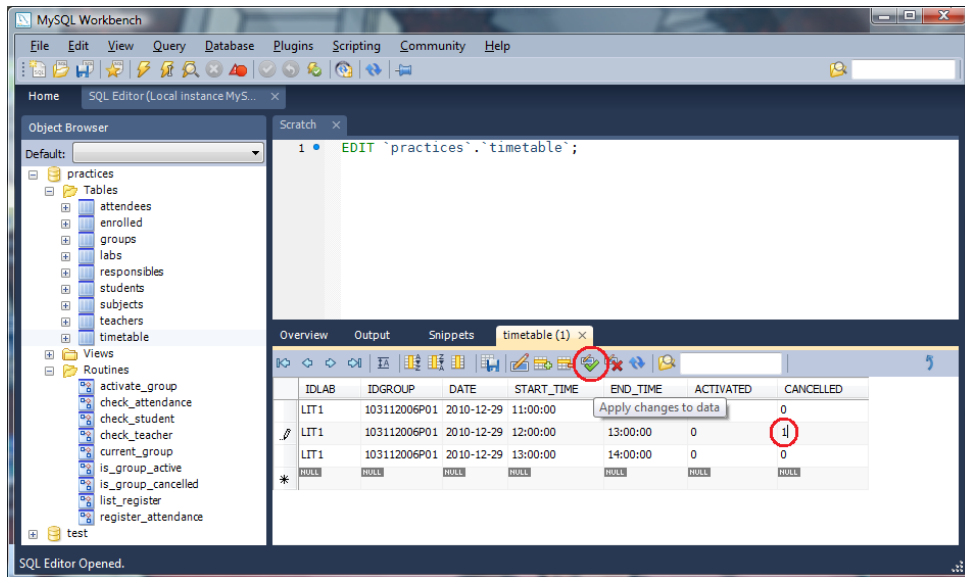 MySQL Workbench
File Edit View Query Database Plugins Scripting Community Help
Home SQL Editor (Local instance MyS...
Object Browser
Default:
practices
Tables
attendees
enrolled
groups
labs
responsibles
students
subjects
teachers
timetable
Views
Routines
activate_group
check_attendance
check_student
check_teacher
current_group
is_group_active
is_group_cancelled
list_register
register_attendance
test
Scratch
1 EDIT `practices`.`timetable`;
Overview Output Snippets timetable (1)
IDLAB IDGROUP DATE START_TIME END_TIME ACTIVATED CANCELLED
LIT1 103112006P01 2010-12-29 11:00:00 0
Apply changes to data
LIT1 103112006P01 2010-12-29 12:00:00 13:00:00 0 1
LIT1 103112006P01 2010-12-29 13:00:00 14:00:00 0 0
NULL NULL NULL NULL NULL NULL NULL
SQL Editor Opened.